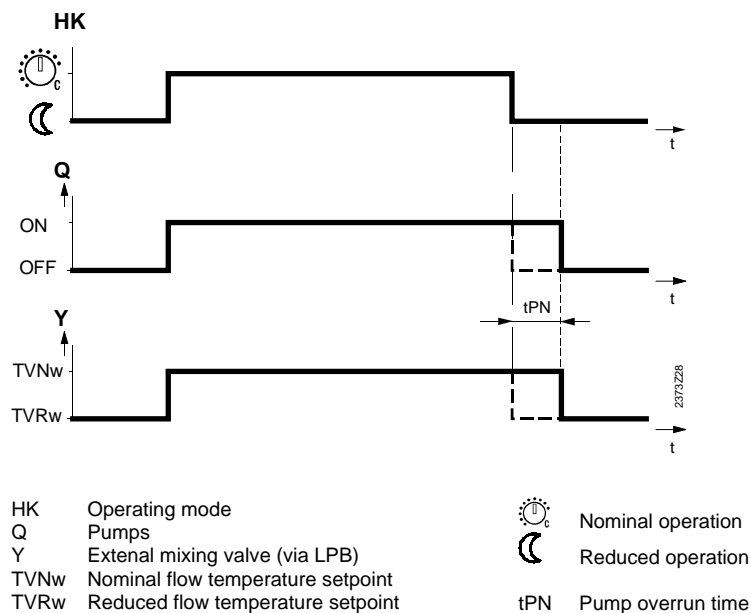 HK
C
t
Q
ON
OFF
t
tPN
Y
TVNw
TVRw
t
2373Z28
HK Operating mode
Q Pumps
Y Extenal mixing valve (via LPB)
TVNw Nominal flow temperature setpoint
TVRw Reduced flow temperature setpoint
C Nominal operation
Reduced operation
tPN Pump overrun time